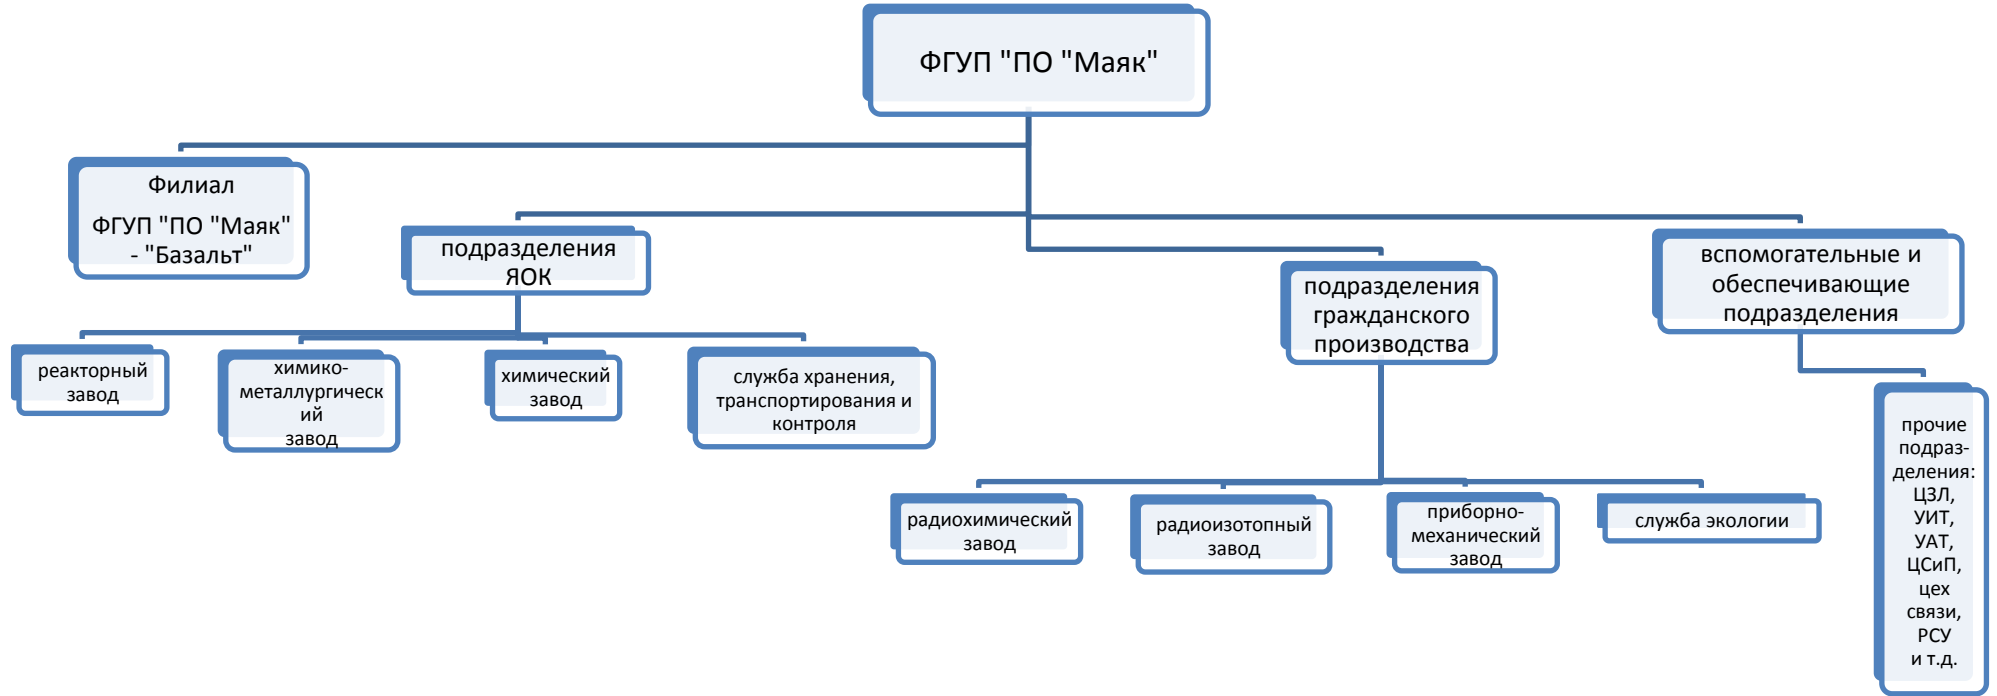 ФГУП "ПО "Маяк"
Филиал
ФГУП "ПО "Маяк"
- "Базальт"
подразделения
ЯОК
подразделения
гражданского
производства
вспомогательные и
обеспечивающие
подразделения
реакторный
завод
химико-
металлургическ
ий
завод
химический
завод
служба хранения,
транспортирования и
контроля
радиохимический
завод
радиоизотопный
завод
приборно-
механический
завод
служба экологии
прочие
подраз-
деления:
ЦЗЛ,
УИТ,
УАТ,
ЦСиП,
цех
связи,
РСУ
и т.д.